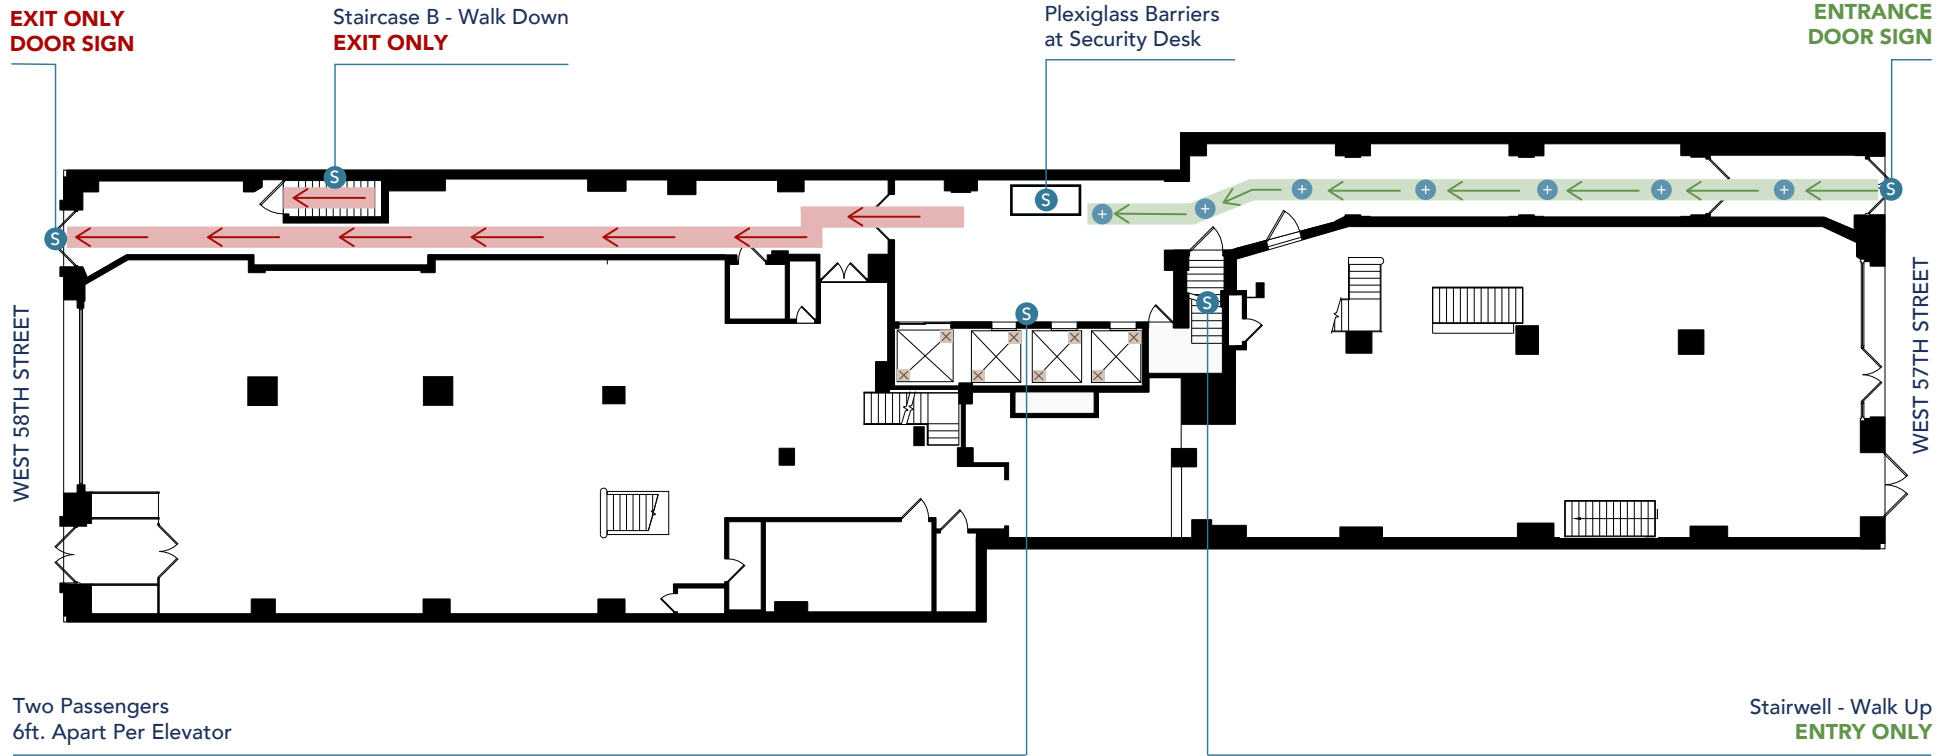 EXIT ONLY
DOOR SIGN
Staircase B - Walk Down
EXIT ONLY
Plexiglass Barriers
at Security Desk
ENTRANCE
DOOR SIGN
S
S
S
S
S
S
WEST 58TH STREET
WEST 57TH STREET
Two Passengers
6ft. Apart Per Elevator
Stairwell - Walk Up
ENTRY ONLY